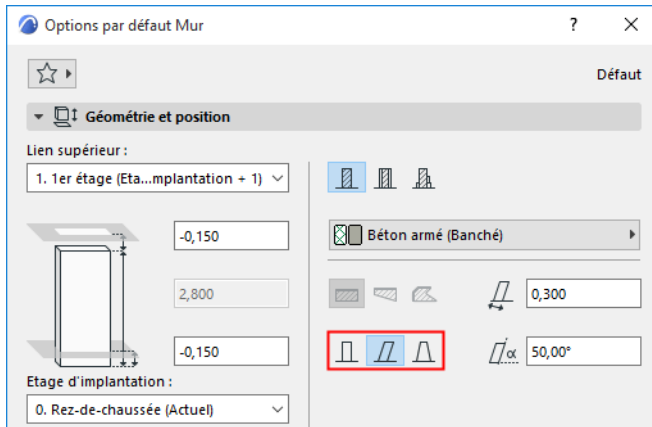 Options par défaut Mur
?
Défaut
Géométrie et position
Lien supérieur :
1. 1er étage (Eta...mplantation + 1)
-0,150
Béton armé (Banché)
2,800
0,300
-0,150
α
50,00°
Etage d'implantation :
0. Rez-de-chaussée (Actuel)